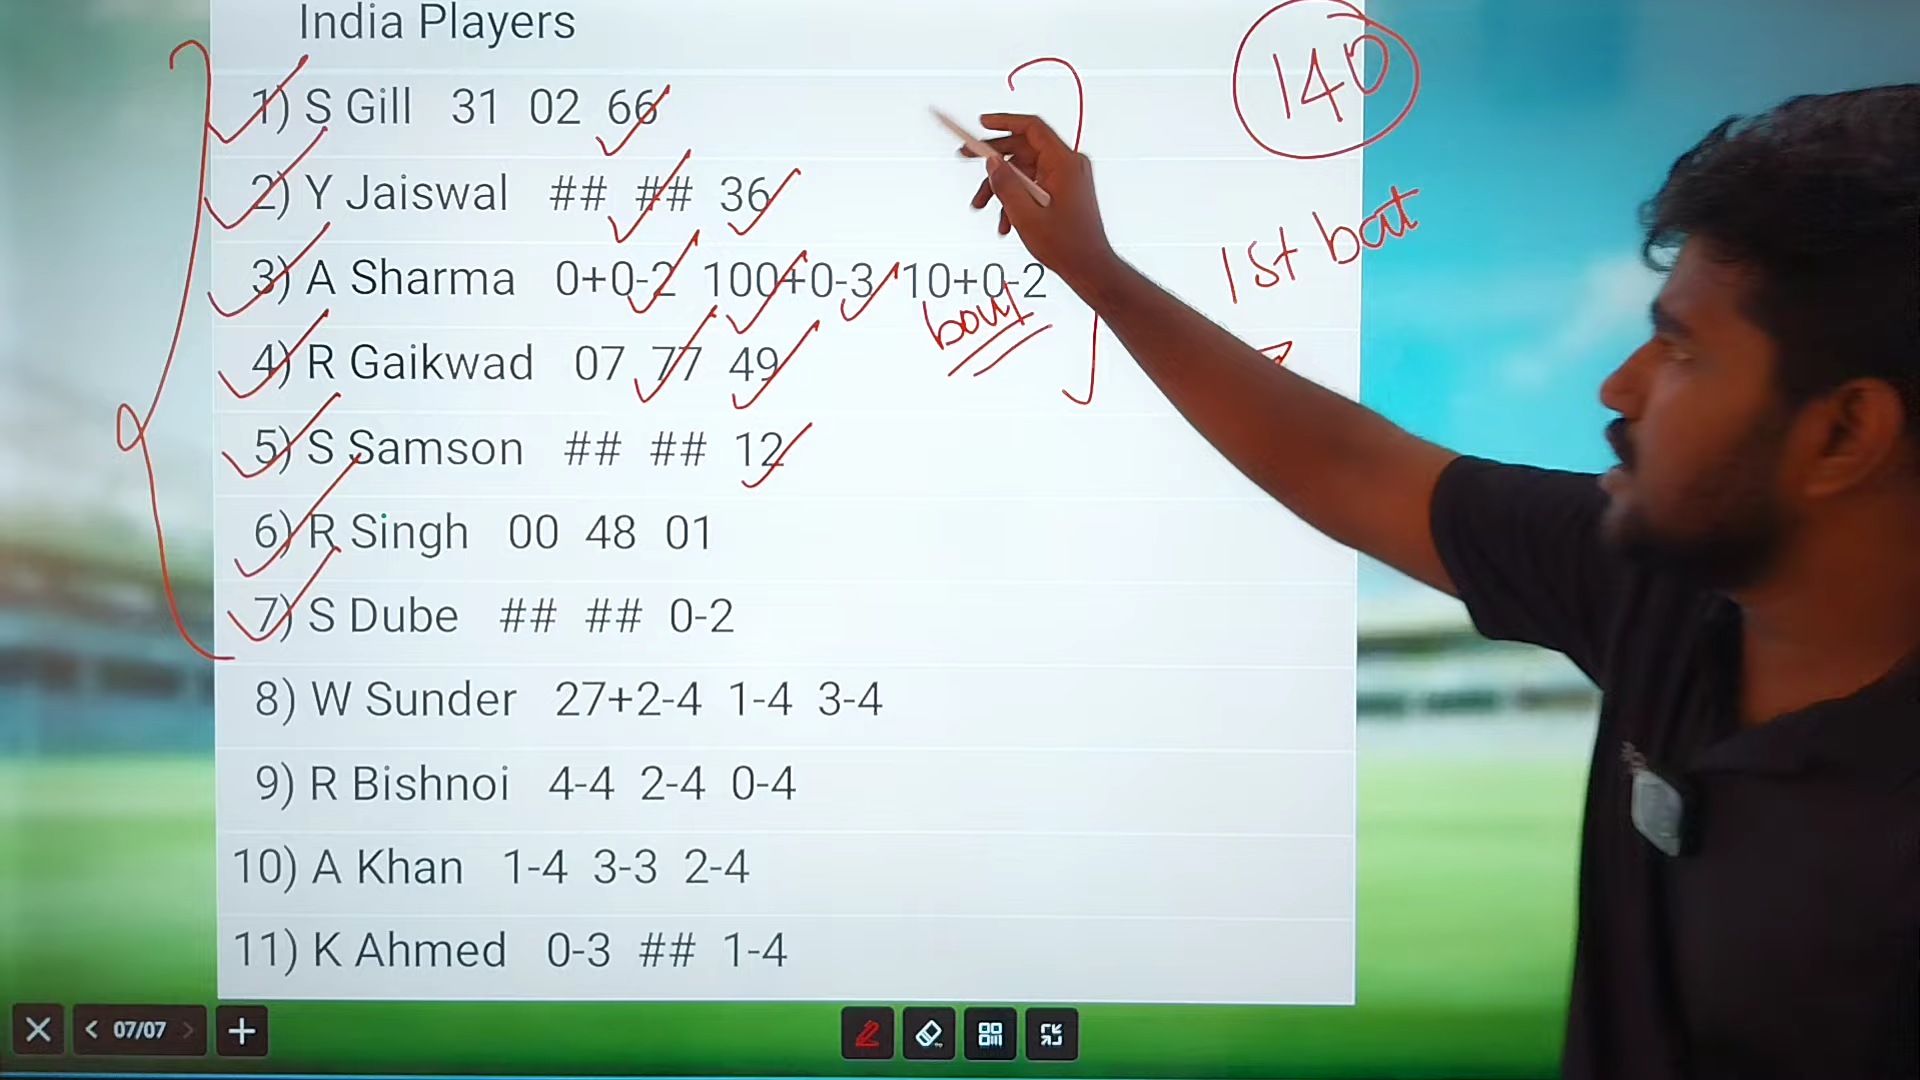 India Players
140
1) S Gill 31 02 66
2) Y Jaiswal ## ## 36
1st bat
3) A Sharma 0+0-2 100+0-3 10+0-2
bowl
4) R Gaikwad 07 77 49
5) S Samson ## ## 12
6) R Singh 00 48 01
7) S Dube ## ## 0-2
8) W Sunder 27+2-4 1-4 3-4
9) R Bishnoi 4-4 2-4 0-4
10) A Khan 1-4 3-3 2-4
11) K Ahmed 0-3 ## 1-4
07/07